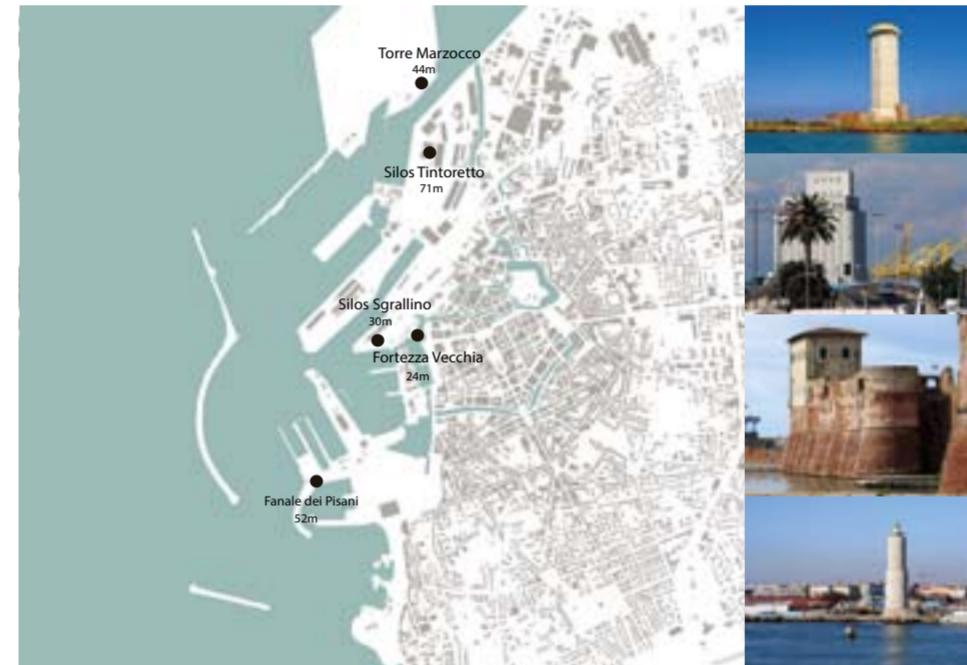 Torre Marzocco
44m
Silos Tintoretto
71m
Silos Sgrallino
30m
Fortezza Vecchia
24m
Fanale dei Pisani
52m